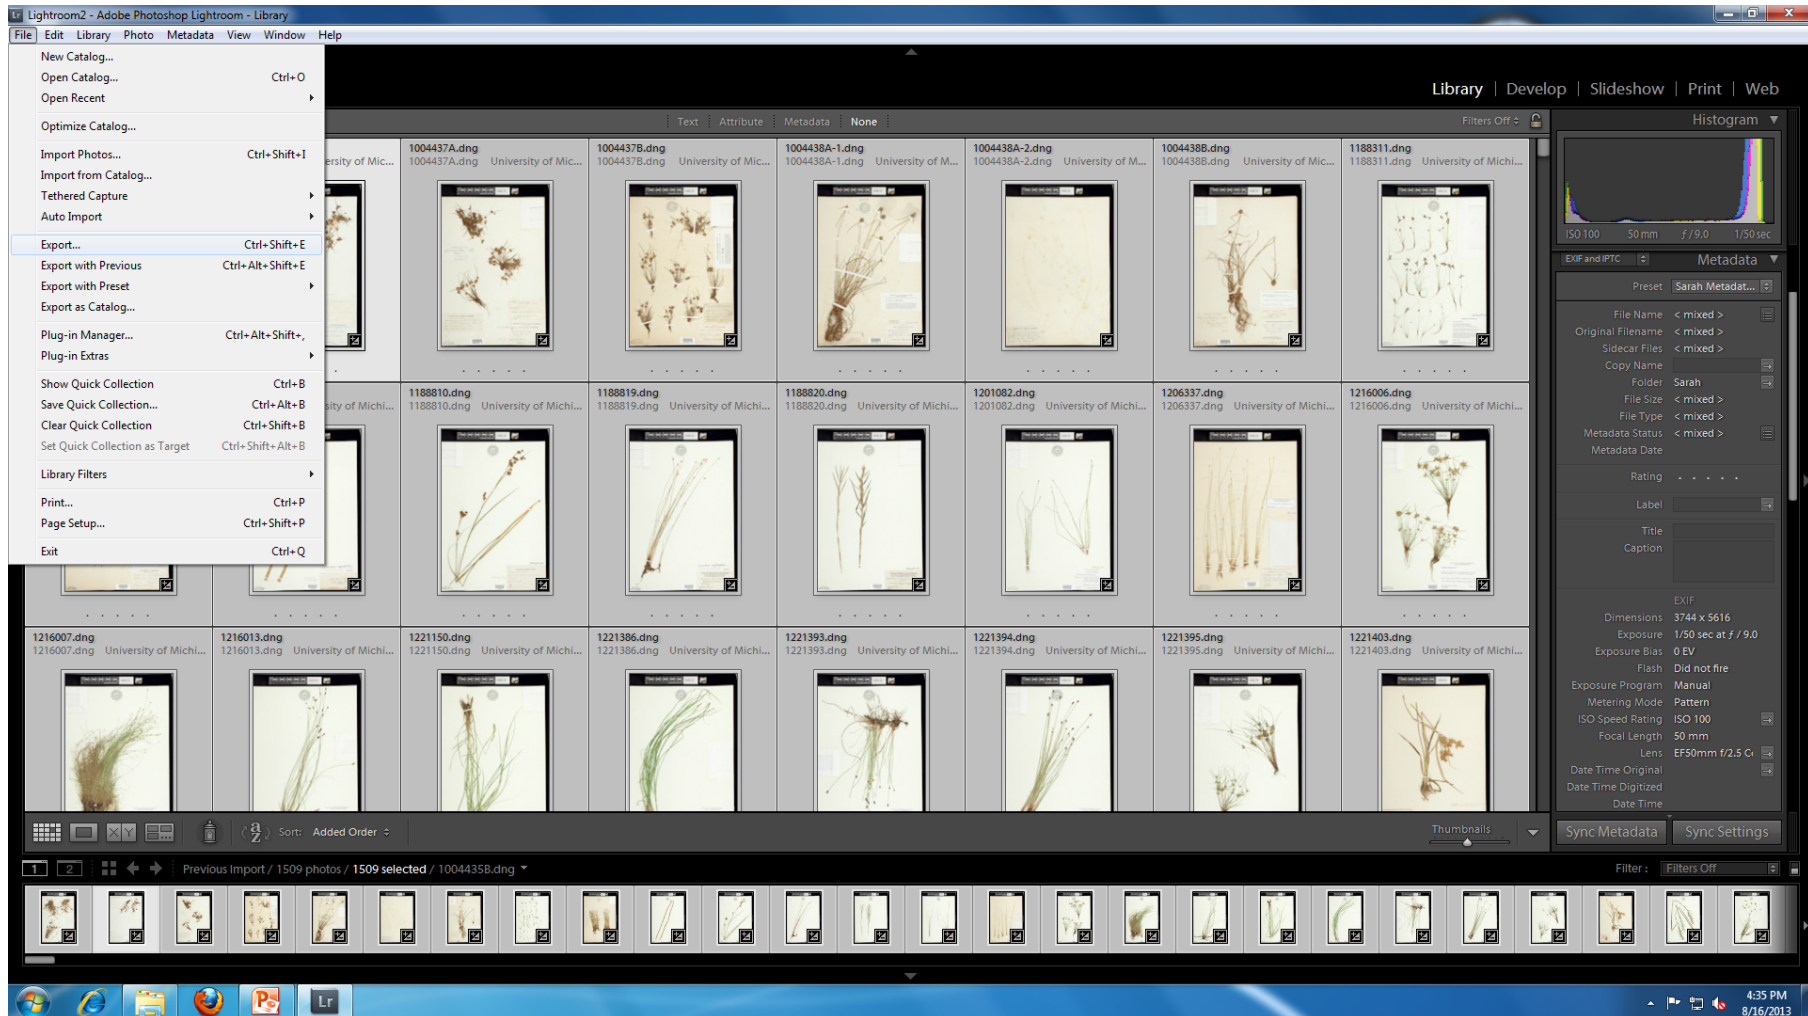 Lightroom2 - Adobe Photoshop Lightroom - Library
File Edit Library Photo Metadata View Window Help
New Catalog...
Open Catalog... Ctrl+O
Open Recent
Optimize Catalog...
Import Photos... Ctrl+Shift+I
Import from Catalog...
Tethered Capture
Auto Import
Export... Ctrl+Shift+E
Export with Previous Ctrl+Alt+Shift+E
Export with Preset
Export as Catalog...
Plug-in Manager... Ctrl+Alt+Shift+,
Plug-in Extras
Show Quick Collection Ctrl+B
Save Quick Collection... Ctrl+Alt+B
Clear Quick Collection Ctrl+Shift+B
Set Quick Collection as Target Ctrl+Shift+Alt+B
Library Filters
Print... Ctrl+P
Page Setup... Ctrl+Shift+P
Exit Ctrl+Q
Library | Develop | Slideshow | Print | Web
Text Attribute Metadata None Filters Off
1004437A.dng 1004437B.dng 1004438A-1.dng 1004438A-2.dng 1004438B.dng 1188311.dng
ersity of Mic... 1004437A.dng University of Mic... 1004437B.dng University of Mic... 1004438A-1.dng University of M... 1004438A-2.dng University of M... 1004438B.dng University of Mic... 1188311.dng University of Michi...
1188810.dng 1188819.dng 1188820.dng 1201082.dng 1206337.dng 1216006.dng
sity of Michi... 1188810.dng University of Michi... 1188819.dng University of Michi... 1188820.dng University of Michi... 1201082.dng University of Michi... 1206337.dng University of Michi... 1216006.dng University of Michi...
1216007.dng 1216013.dng 1221150.dng 1221386.dng 1221393.dng 1221394.dng 1221395.dng 1221403.dng
1216007.dng University of Michi... 1216013.dng University of Michi... 1221150.dng University of Michi... 1221386.dng University of Michi... 1221393.dng University of Michi... 1221394.dng University of Michi... 1221395.dng University of Michi... 1221403.dng University of Michi...
Histogram
ISO 100 50 mm f / 9.0 1/50 sec
EXIF and IPTC Metadata
Preset Sarah Metadat...
File Name < mixed >
Original Filename < mixed >
Sidecar Files < mixed >
Copy Name
Folder Sarah
File Size < mixed >
File Type < mixed >
Metadata Status < mixed >
Metadata Date
Rating
Label
Title
Caption
EXIF
Dimensions 3744 x 5616
Exposure 1/50 sec at f / 9.0
Exposure Bias 0 EV
Flash Did not fire
Exposure Program Manual
Metering Mode Pattern
ISO Speed Rating ISO 100
Focal Length 50 mm
Lens EF50mm f/2.5 C
Date Time Original
Date Time Digitized
Date Time
XY Sort: Added Order Thumbnails
Sync Metadata Sync Settings
1 2 Previous Import / 1509 photos / 1509 selected / 1004435B.dng Filter : Filters Off
Lr
4:35 PM
8/16/2013